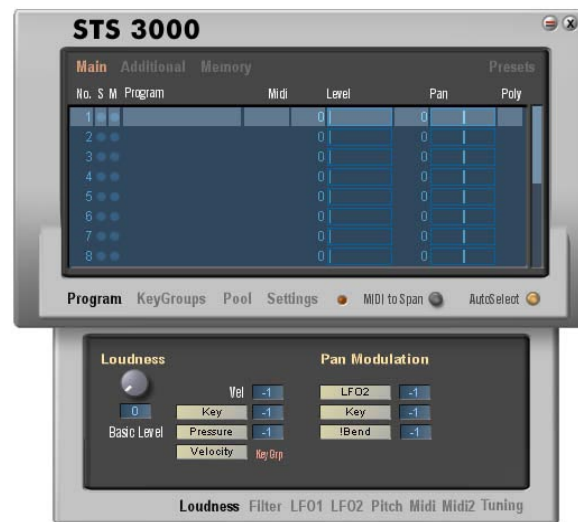 STS 3000
Main Additional Memory Presets
No. S M Program Midi Level Pan Poly
1 0 0
2 0 0
3 0 0
4 0 0
5 0 0
6 0 0
7 0 0
8 0 0
Program KeyGroups Pool Settings MIDI to Span AutoSelect
Loudness Pan Modulation
Vel -1 LFO2 -1
0 Key -1 Key -1
Basic Level Pressure -1 !Bend -1
Velocity KeyGrp
Loudness Filter LFO1 LFO2 Pitch Midi Midi2 Tuning